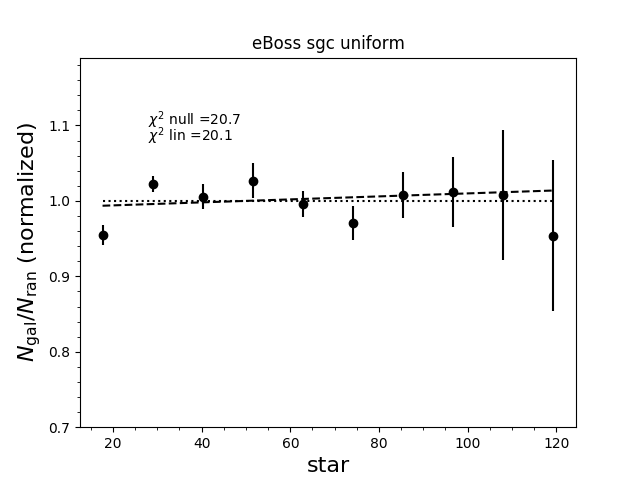 eBoss sgc uniform
χ² null =20.7
χ² lin =20.1
1.1
1.0
0.9
0.8
0.7
N_gal/N_ran (normalized)
20 40 60 80 100 120
star